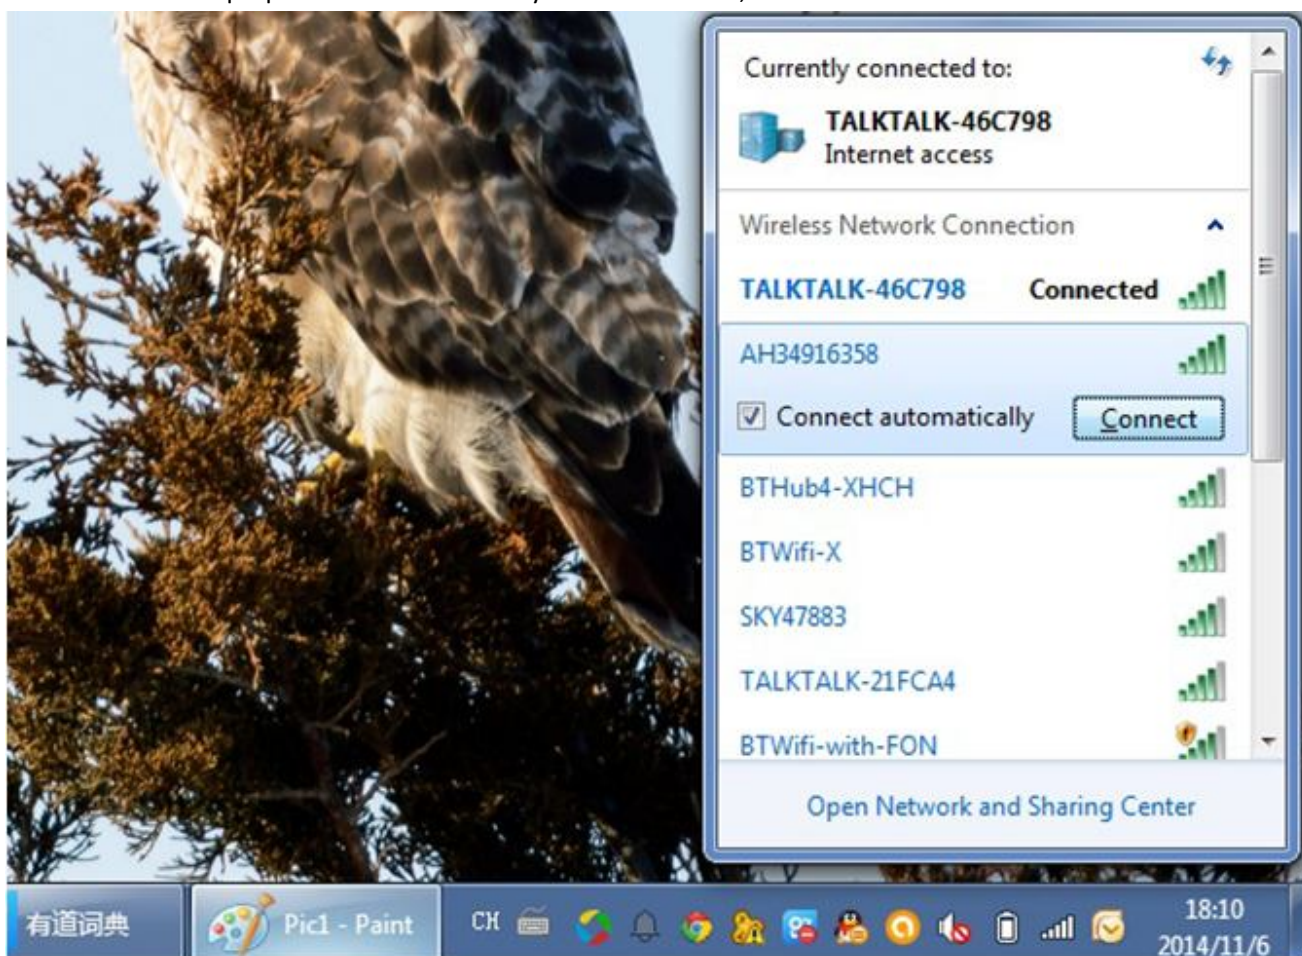 Currently connected to:
TALKTALK-46C798
Internet access
Wireless Network Connection
TALKTALK-46C798 Connected
AH34916358
Connect automatically Connect
BTHub4-XHCH
BTWifi-X
SKY47883
TALKTALK-21FCA4
BTWifi-with-FON
Open Network and Sharing Center
有道词典 Pic1 - Paint CH 18:10
2014/11/6